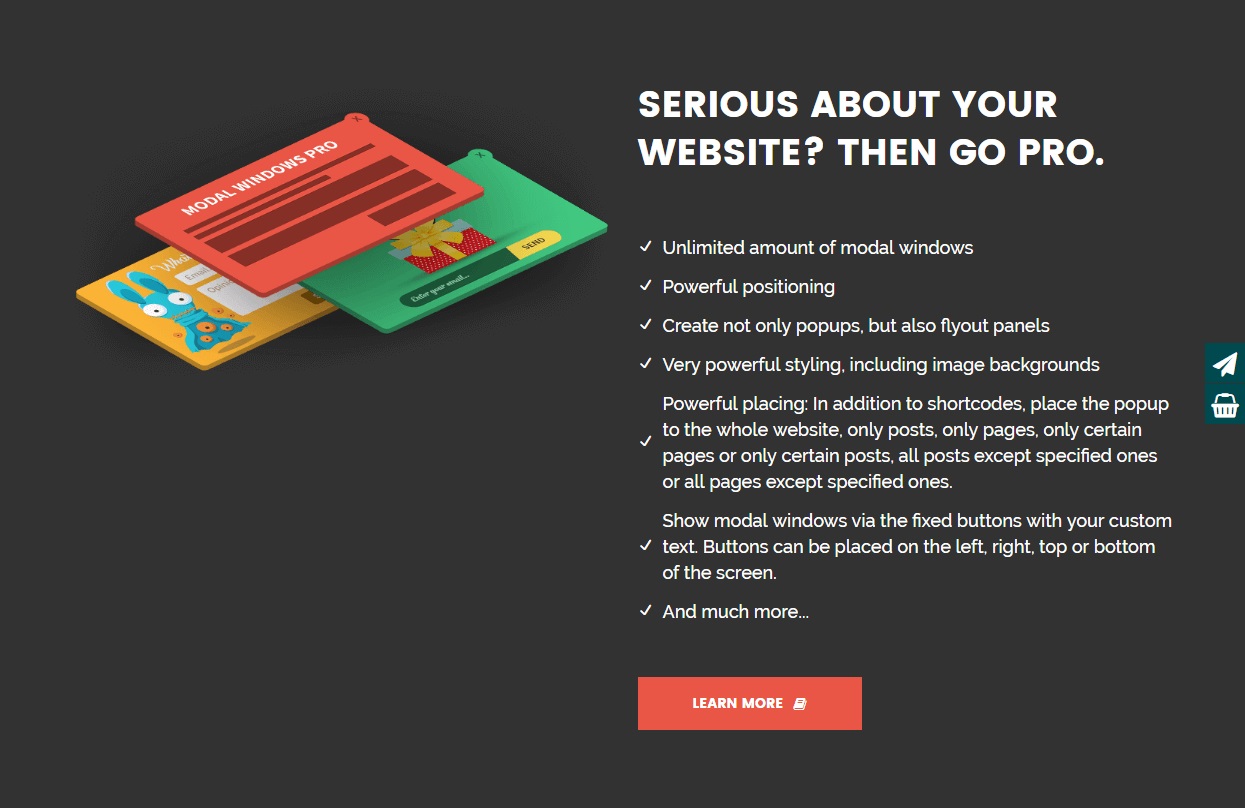 SERIOUS ABOUT YOUR
WEBSITE? THEN GO PRO.
MODAL WINDOWS PRO
Email
Enter your email...
SEND
Unlimited amount of modal windows
Powerful positioning
Create not only popups, but also flyout panels
Very powerful styling, including image backgrounds
Powerful placing: In addition to shortcodes, place the popup
to the whole website, only posts, only pages, only certain
pages or only certain posts, all posts except specified ones
or all pages except specified ones.
Show modal windows via the fixed buttons with your custom
text. Buttons can be placed on the left, right, top or bottom
of the screen.
And much more...
LEARN MORE